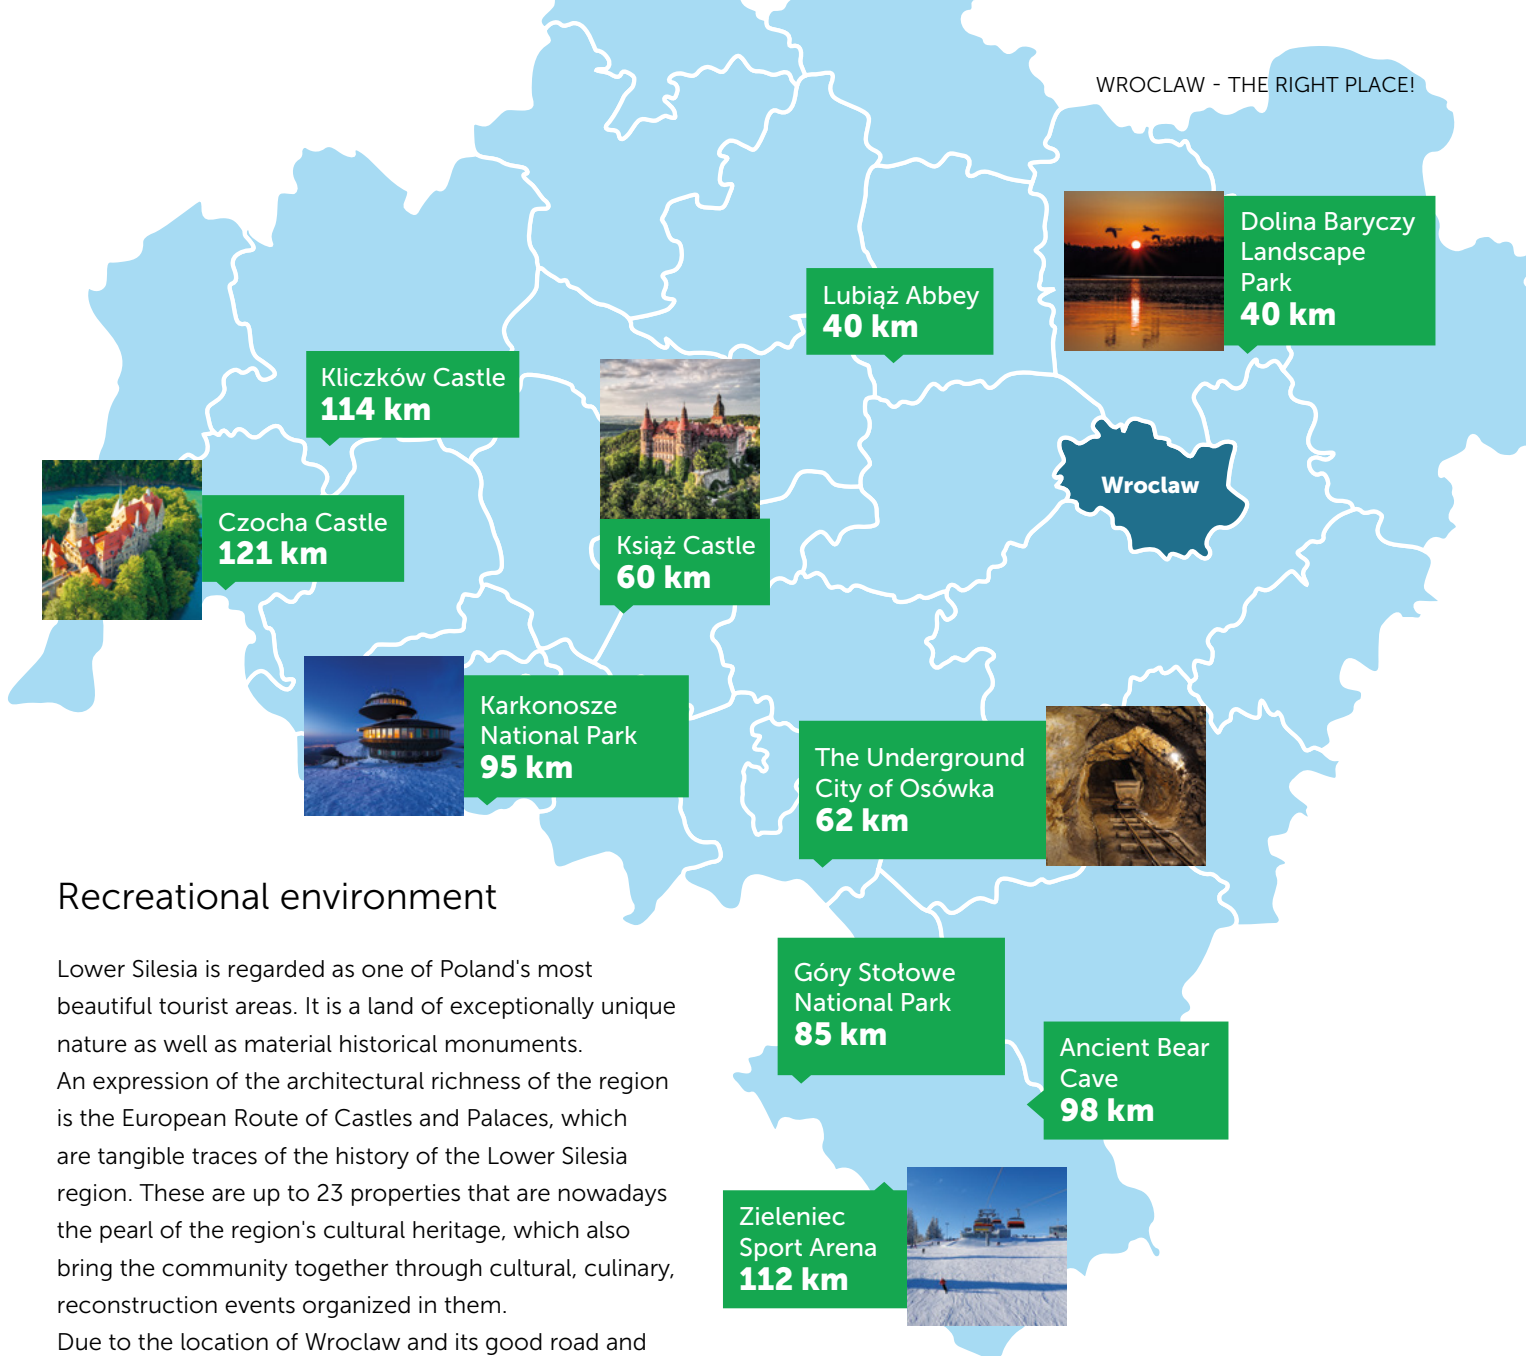 WROCLAW - THE RIGHT PLACE!
Dolina Baryczy
Landscape
Park
40 km
Lubiąż Abbey
40 km
Kliczków Castle
114 km
Wroclaw
Czocha Castle
121 km
Książ Castle
60 km
Karkonosze
National Park
95 km
The Underground
City of Osówka
62 km
Recreational environment
Lower Silesia is regarded as one of Poland's most
beautiful tourist areas. It is a land of exceptionally unique
nature as well as material historical monuments.
An expression of the architectural richness of the region
is the European Route of Castles and Palaces, which
are tangible traces of the history of the Lower Silesia
region. These are up to 23 properties that are nowadays
the pearl of the region's cultural heritage, which also
bring the community together through cultural, culinary,
reconstruction events organized in them.
Due to the location of Wroclaw and its good road and
Góry Stołowe
National Park
85 km
Ancient Bear
Cave
98 km
Zieleniec
Sport Arena
112 km